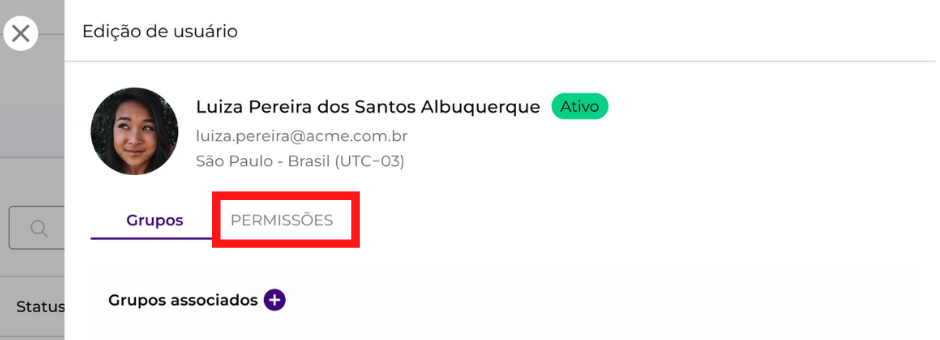 Edição de usuário
Luiza Pereira dos Santos Albuquerque Ativo
luiza.pereira@acme.com.br
São Paulo - Brasil (UTC−03)
Grupos PERMISSÕES
Status
Grupos associados